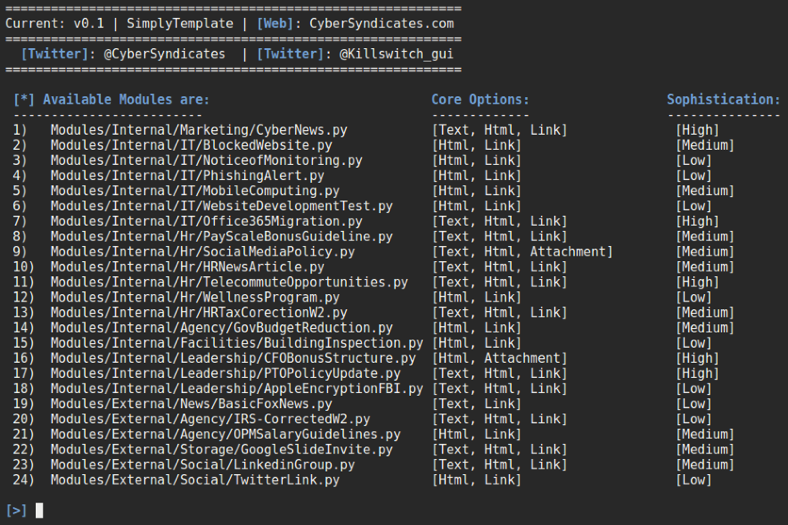 ============================================================
Current: v0.1 | SimplyTemplate | [Web]: CyberSyndicates.com
============================================================
[Twitter]: @CyberSyndicates | [Twitter]: @Killswitch_gui
============================================================
[*] Available Modules are: Core Options: Sophistication:
------------------------- ------------- ---------------
1) Modules/Internal/Marketing/CyberNews.py [Text, Html, Link] [High]
2) Modules/Internal/IT/BlockedWebsite.py [Html, Link] [Medium]
3) Modules/Internal/IT/NoticeofMonitoring.py [Html, Link] [Low]
4) Modules/Internal/IT/PhishingAlert.py [Html, Link] [Low]
5) Modules/Internal/IT/MobileComputing.py [Html, Link] [Medium]
6) Modules/Internal/IT/WebsiteDevelopmentTest.py [Html, Link] [Low]
7) Modules/Internal/IT/Office365Migration.py [Text, Html, Link] [High]
8) Modules/Internal/Hr/PayScaleBonusGuideline.py [Text, Html, Link] [Medium]
9) Modules/Internal/Hr/SocialMediaPolicy.py [Text, Html, Attachment] [Medium]
10) Modules/Internal/Hr/HRNewsArticle.py [Text, Html, Link] [Medium]
11) Modules/Internal/Hr/TelecommuteOpportunities.py [Text, Html, Link] [High]
12) Modules/Internal/Hr/WellnessProgram.py [Html, Link] [Low]
13) Modules/Internal/Hr/HRTaxCorectionW2.py [Text, Html, Link] [Medium]
14) Modules/Internal/Agency/GovBudgetReduction.py [Html, Link] [Medium]
15) Modules/Internal/Facilities/BuildingInspection.py [Html, Link] [Low]
16) Modules/Internal/Leadership/CFOBonusStructure.py [Html, Attachment] [High]
17) Modules/Internal/Leadership/PTOPolicyUpdate.py [Text, Html, Link] [High]
18) Modules/Internal/Leadership/AppleEncryptionFBI.py [Text, Html, Link] [Low]
19) Modules/External/News/BasicFoxNews.py [Text, Link] [Low]
20) Modules/External/Agency/IRS-CorrectedW2.py [Text, Html, Link] [Low]
21) Modules/External/Agency/OPMSalaryGuidelines.py [Html, Link] [Medium]
22) Modules/External/Storage/GoogleSlideInvite.py [Text, Html, Link] [Medium]
23) Modules/External/Social/LinkedinGroup.py [Text, Html, Link] [Medium]
24) Modules/External/Social/TwitterLink.py [Html, Link] [Low]
[>]